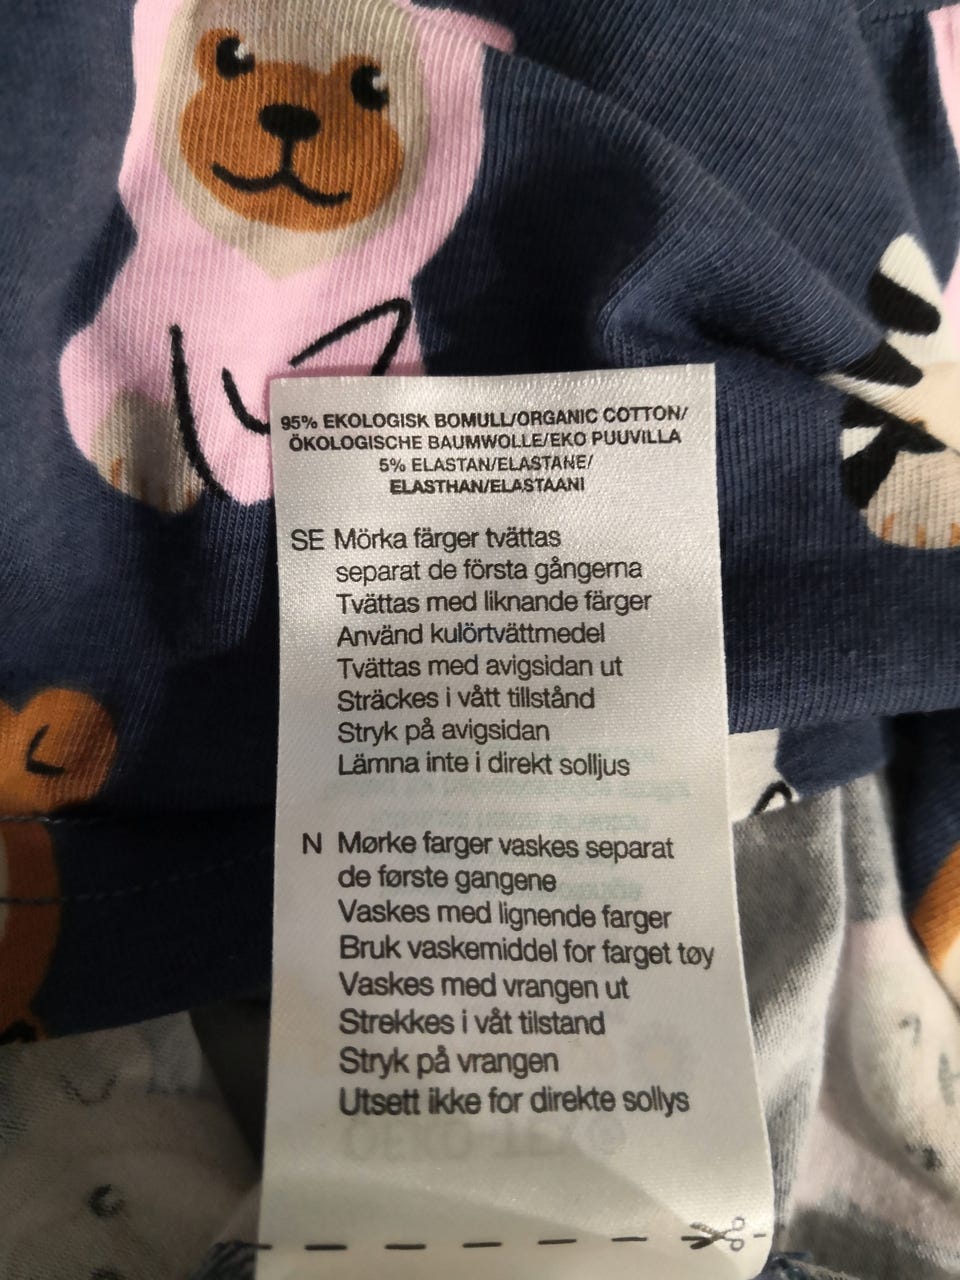 95% EKOLOGISK BOMULL/ORGANIC COTTON/
ÖKOLOGISCHE BAUMWOLLE/EKO PUUVILLA
5% ELASTAN/ELASTANE/
ELASTHAN/ELASTAANI
SE Mörka färger tvättas
separat de första gångerna
Tvättas med liknande färger
Använd kulörtvättmedel
Tvättas med avigsidan ut
Sträckes i vått tillstånd
Stryk på avigsidan
Lämna inte i direkt solljus
N Mørke farger vaskes separat
de første gangene
Vaskes med lignende farger
Bruk vaskemiddel for farget tøy
Vaskes med vrangen ut
Strekkes i våt tilstand
Stryk på vrangen
Utsett ikke for direkte sollys